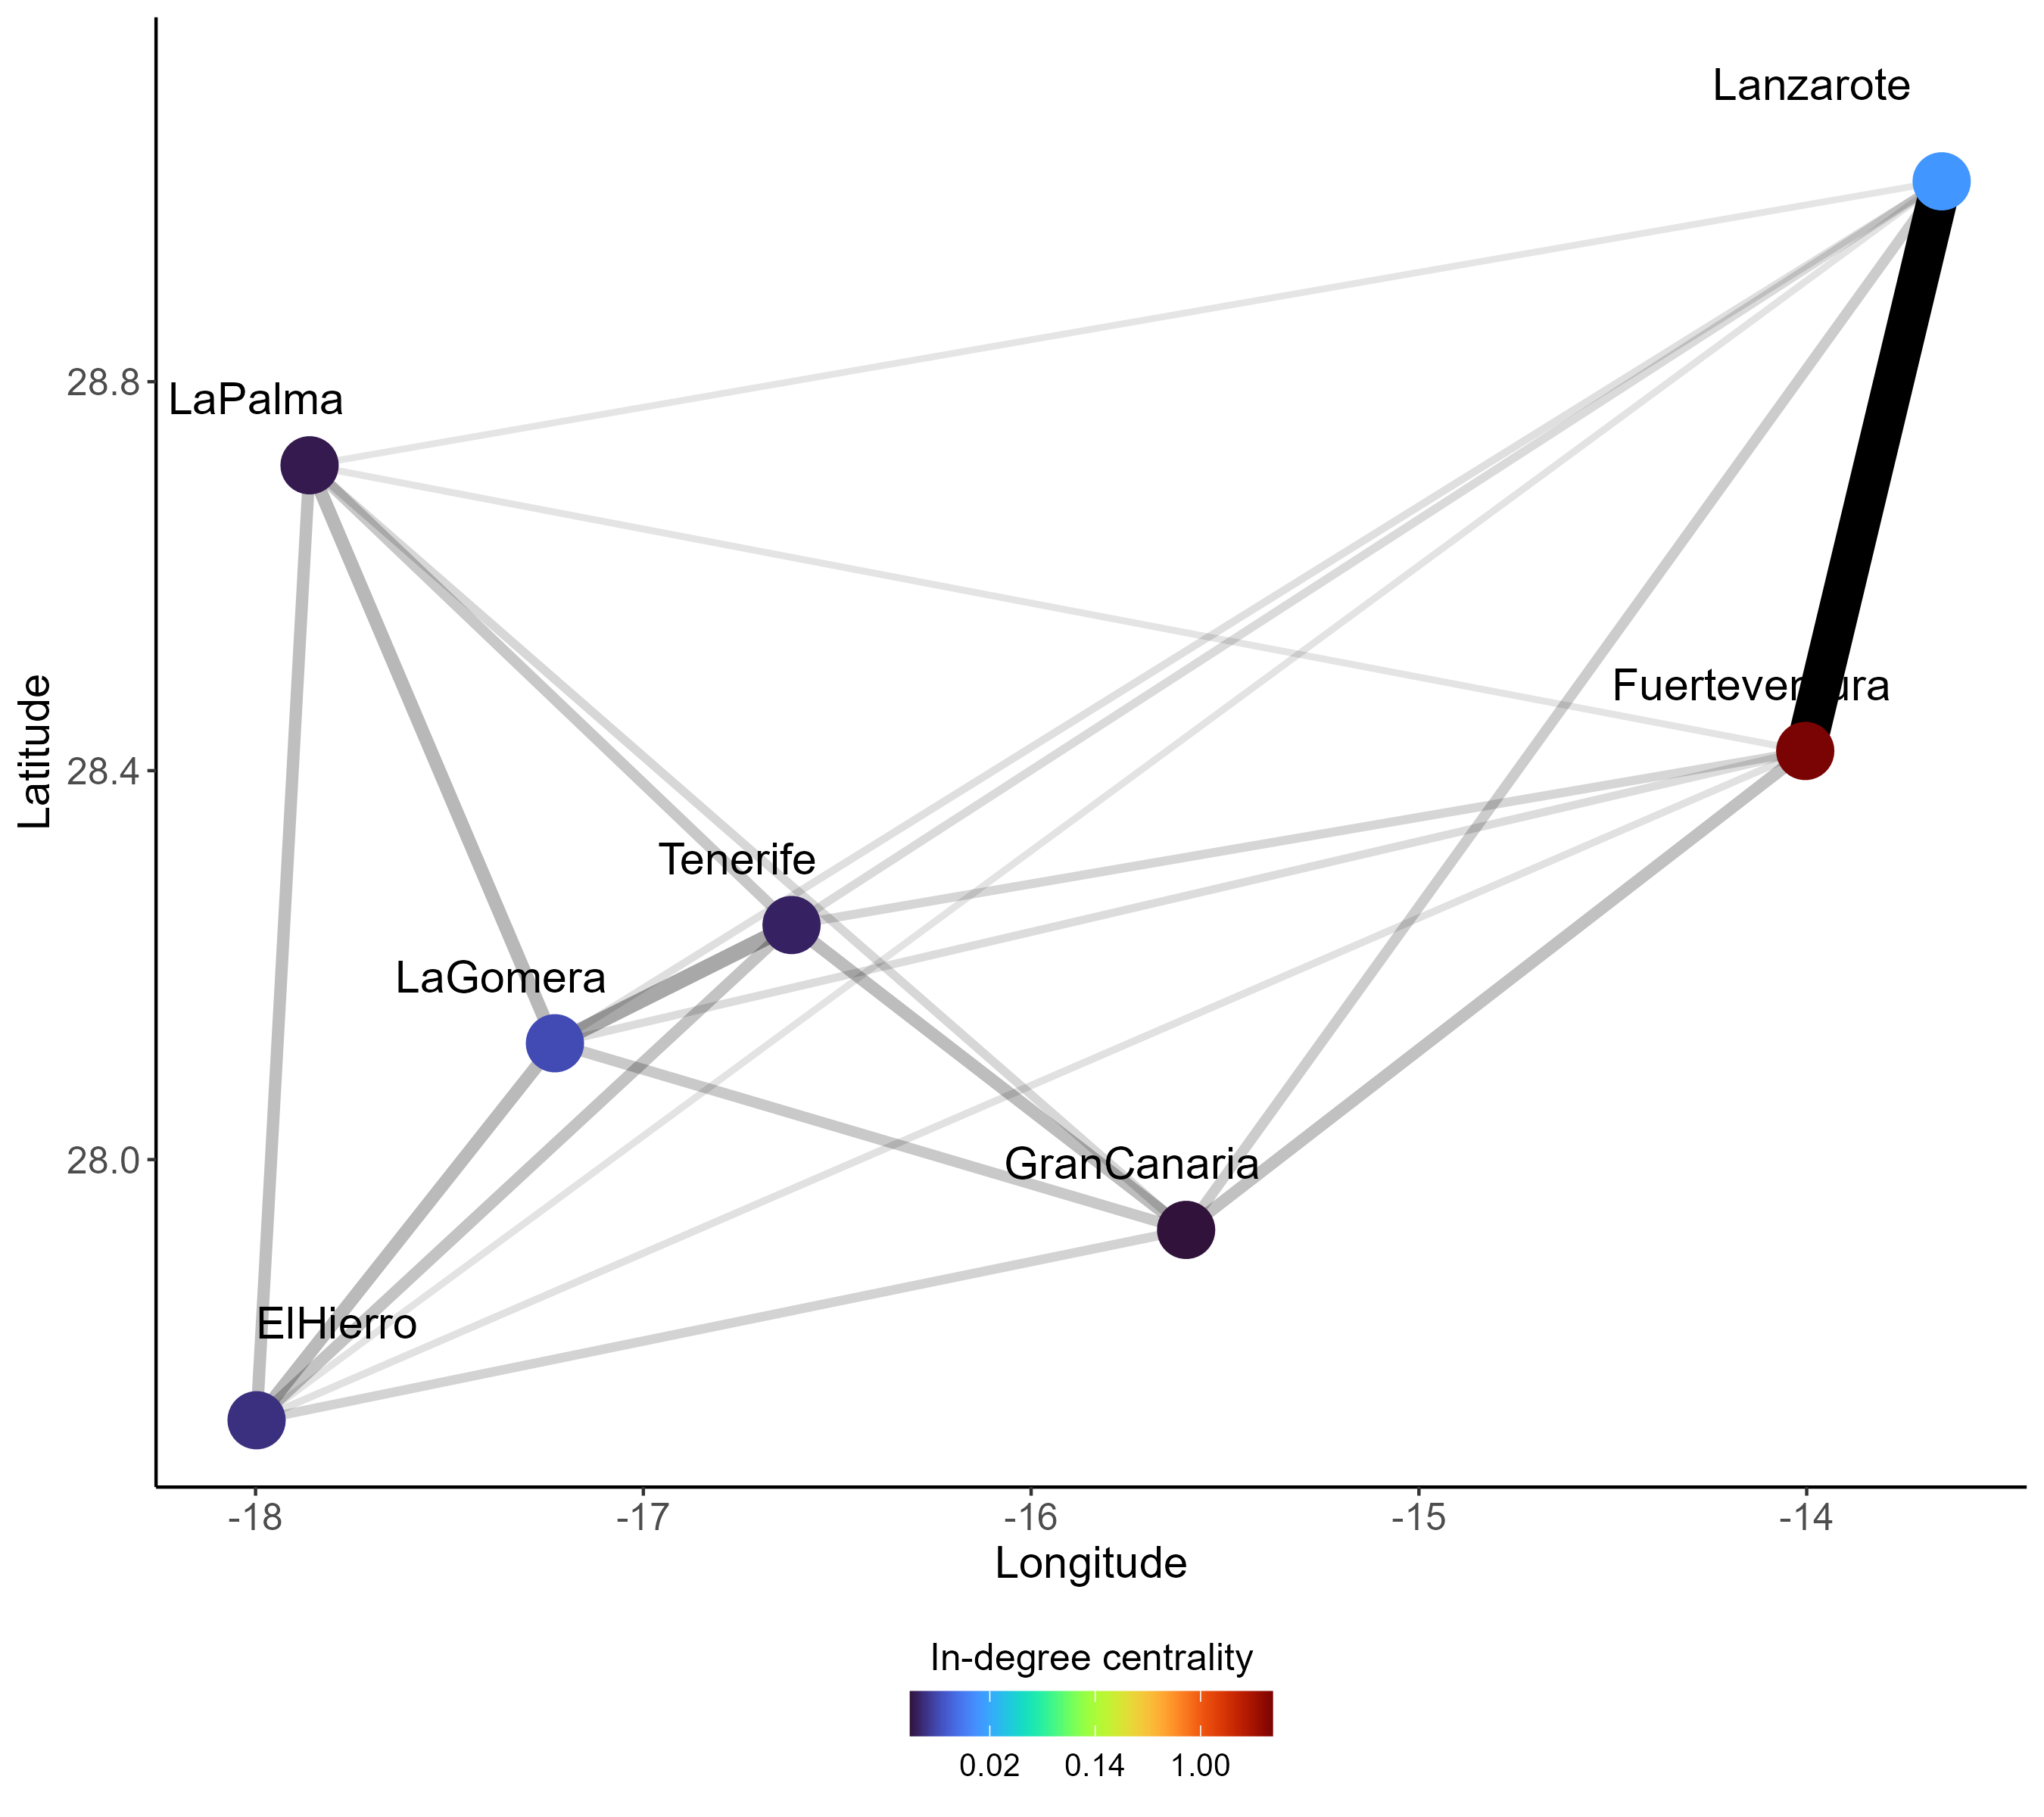 Lanzarote
28.8
LaPalma
Fuerteventura
28.4
Latitude
Tenerife
LaGomera
28.0
GranCanaria
ElHierro
-18 -17 -16 -15 -14
Longitude
In-degree centrality
0.02 0.14 1.00